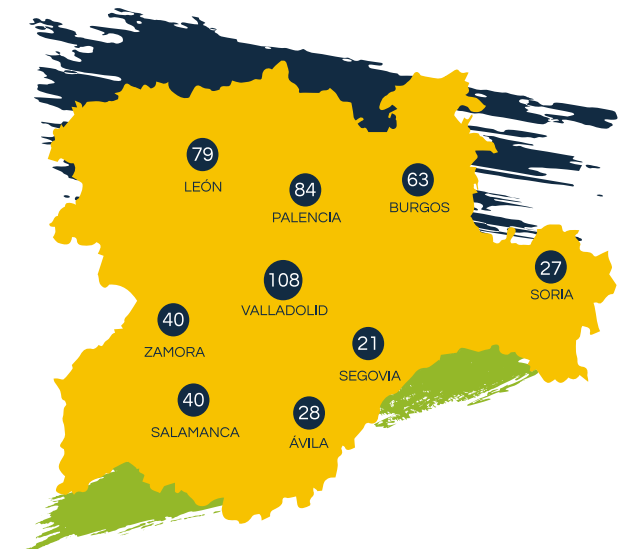 79
LEÓN
84
PALENCIA
63
BURGOS
27
SORIA
108
VALLADOLID
40
ZAMORA
21
SEGOVIA
40
SALAMANCA
28
ÁVILA